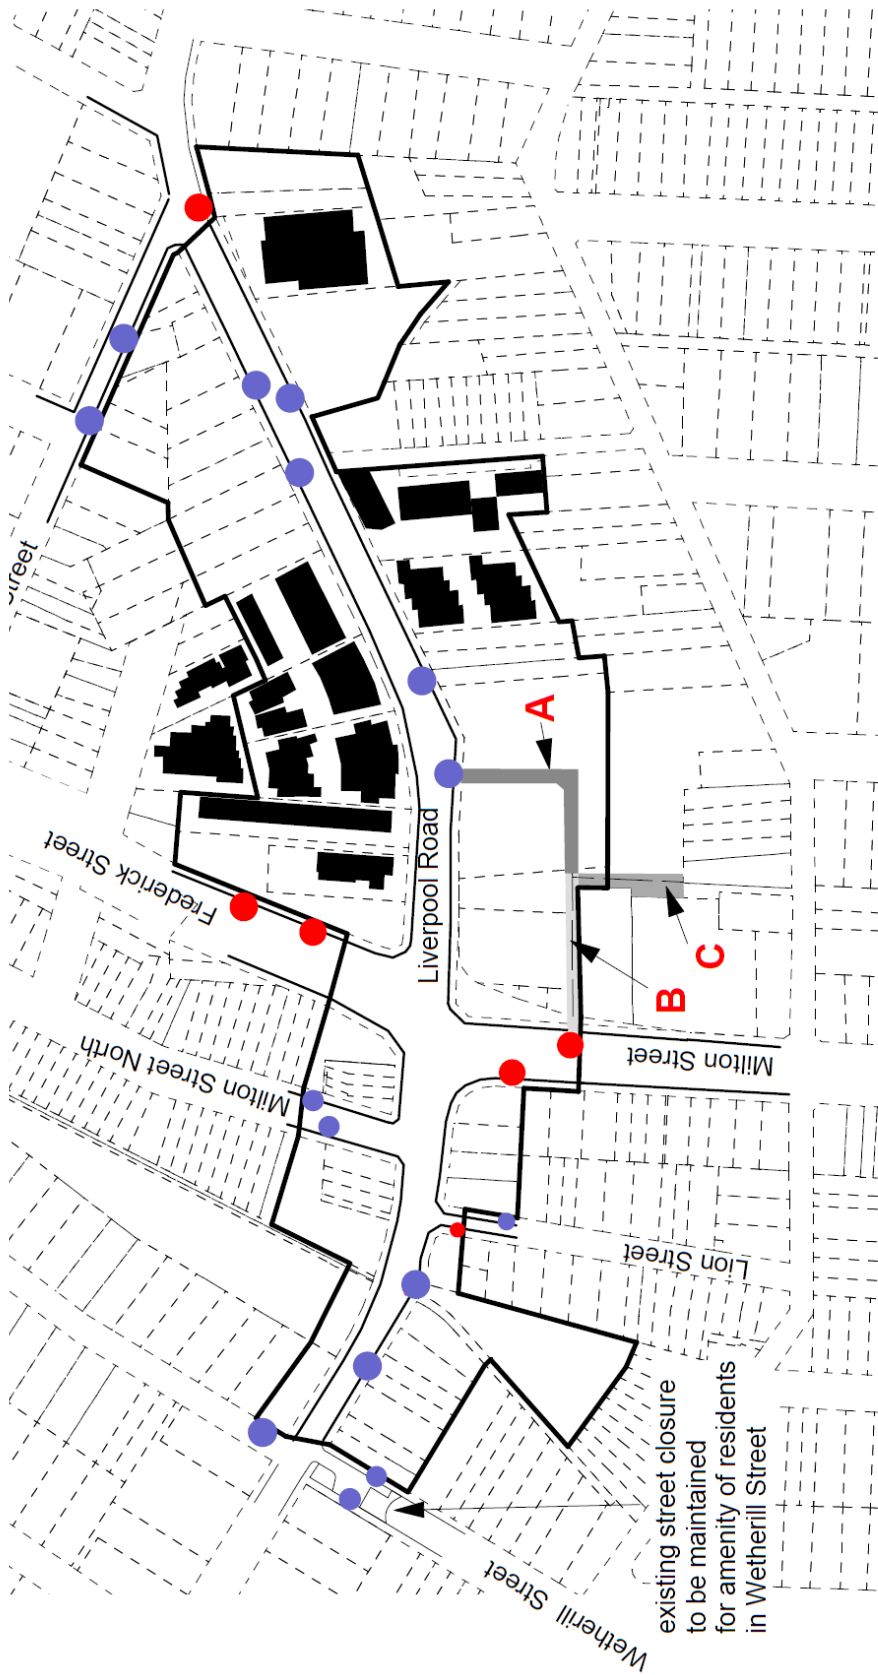 Street
Frederick Street
Liverpool Road
A
B
C
Milton Street North
Milton Street
Lion Street
existing street closure
to be maintained
for amenity of residents
in Wetherill Street
Wetherill Street